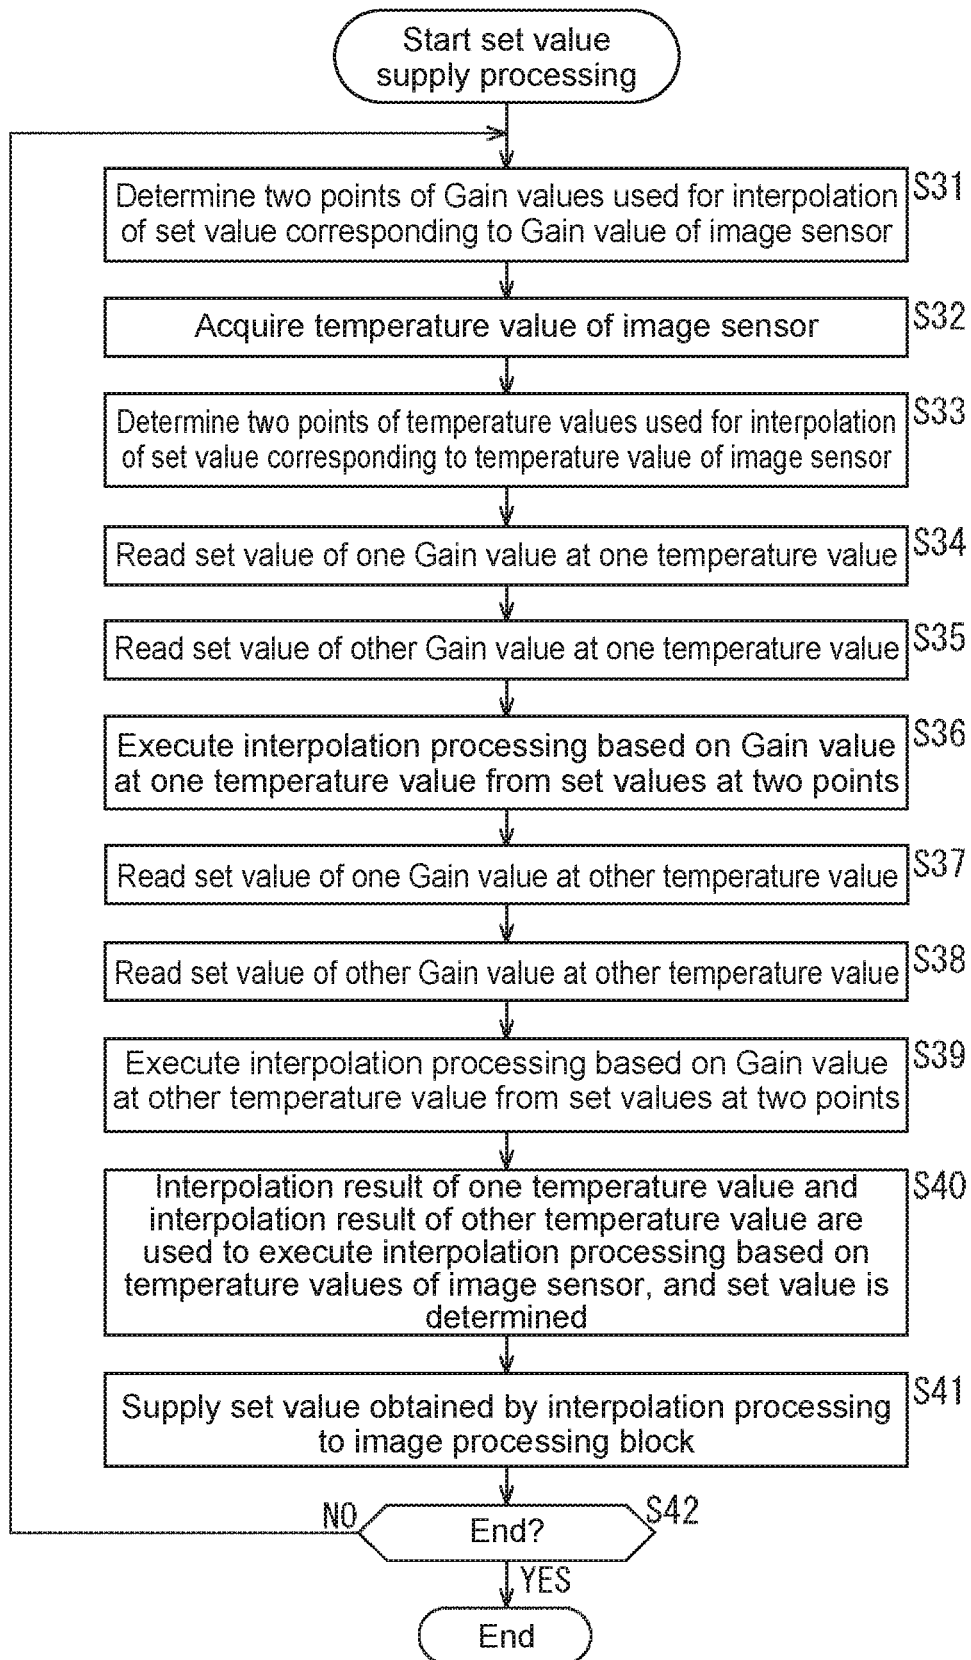 Start set value
supply processing
Determine two points of Gain values used for interpolation
of set value corresponding to Gain value of image sensor
S31
Acquire temperature value of image sensor
S32
Determine two points of temperature values used for interpolation
of set value corresponding to temperature value of image sensor
S33
Read set value of one Gain value at one temperature value
S34
Read set value of other Gain value at one temperature value
S35
Execute interpolation processing based on Gain value
at one temperature value from set values at two points
S36
Read set value of one Gain value at other temperature value
S37
Read set value of other Gain value at other temperature value
S38
Execute interpolation processing based on Gain value
at other temperature value from set values at two points
S39
Interpolation result of one temperature value and
interpolation result of other temperature value are
used to execute interpolation processing based on
temperature values of image sensor, and set value is
determined
S40
Supply set value obtained by interpolation processing
to image processing block
S41
NO
End?
S42
YES
End